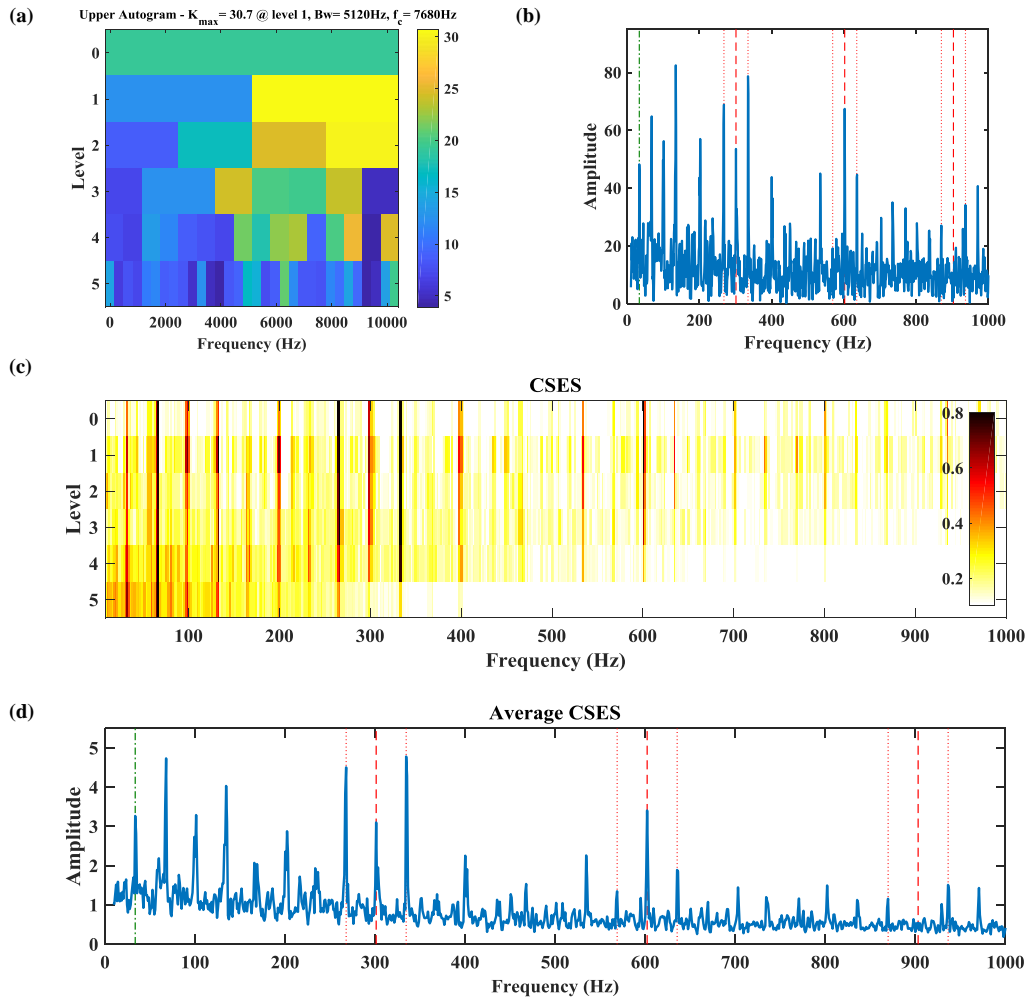 (a)
Upper Autogram - K_max = 30.7 @ level 1, Bw= 5120Hz, f_c= 7680Hz
Level
0
1
2
3
4
5
0 2000 4000 6000 8000 10000
Frequency (Hz)
30
25
20
15
10
5
(b)
Amplitude
80
60
40
20
0
0 200 400 600 800 1000
Frequency (Hz)
(c)
CSES
Level
0
1
2
3
4
5
100 200 300 400 500 600 700 800 900 1000
Frequency (Hz)
0.8
0.6
0.4
0.2
(d)
Average CSES
Amplitude
5
4
3
2
1
0
0 100 200 300 400 500 600 700 800 900 1000
Frequency (Hz)